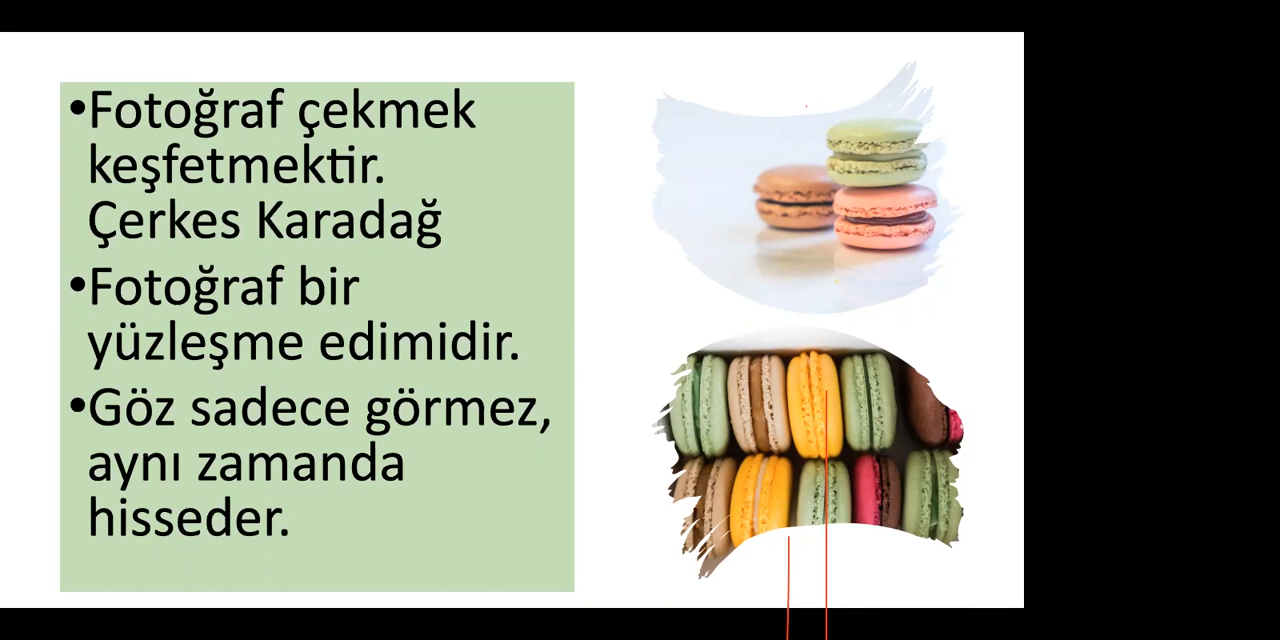 •Fotoğraf çekmek
keşfetmektir.
Çerkes Karadağ
•Fotoğraf bir
yüzleşme edimidir.
•Göz sadece görmez,
aynı zamanda
hisseder.